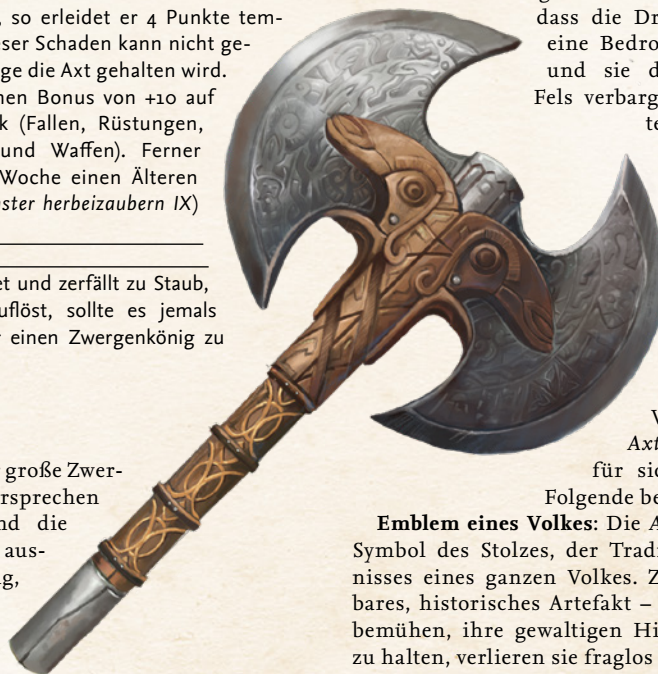 , so erleidet er 4 Punkte tem-
eser Schaden kann nicht ge-
ge die Axt gehalten wird.
nen Bonus von +10 auf
k (Fallen, Rüstungen,
und Waffen). Ferner
Woche einen Älteren
nster herbeizaubern IX)
et und zerfällt zu Staub,
uflöst, sollte es jemals
r einen Zwergenkönig zu
große Zwer-
rsprechen
nd die
aus-
g,
dass die Dr
eine Bedro
und sie d
Fels verbarg
te
V
Axt
für sic
Folgende be
Emblem eines Volkes: Die A
Symbol des Stolzes, der Tradi
nisses eines ganzen Volkes. Z
bares, historisches Artefakt –
bemühen, ihre gewaltigen Hi
zu halten, verlieren sie fraglos